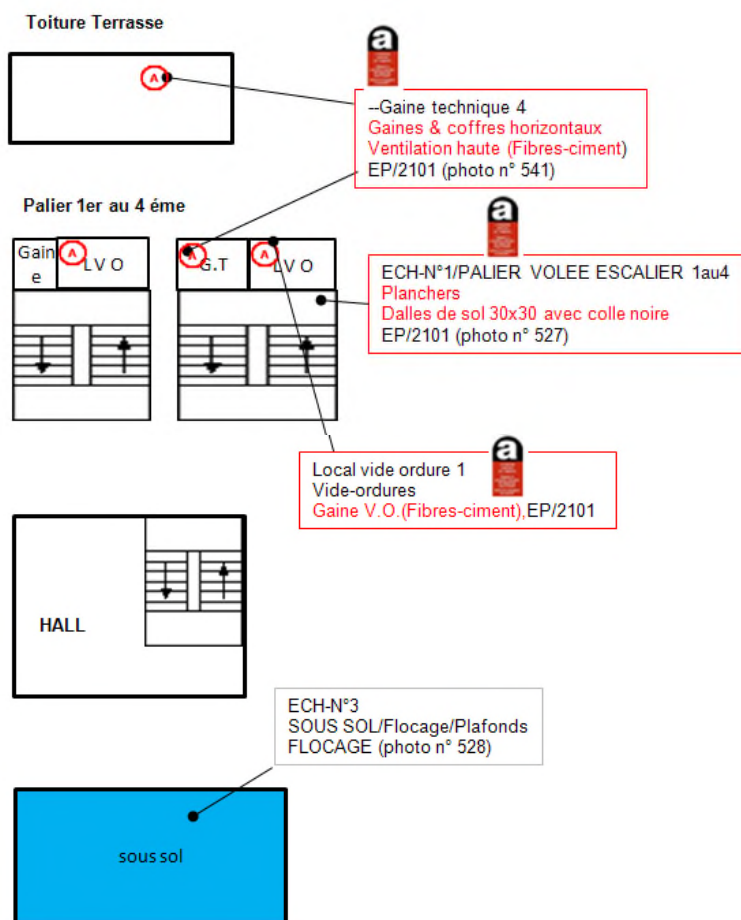 Toiture Terrasse
A
a
--Gaine technique 4
Gaines & coffres horizontaux
Ventilation haute (Fibres-ciment)
EP/2101 (photo n° 541)
Palier 1er au 4 éme
Gain
e
A
LV O
A
G.T
A
LV O
a
ECH-N°1/PALIER VOLEE ESCALIER 1au4
Planchers
Dalles de sol 30x30 avec colle noire
EP/2101 (photo n° 527)
a
Local vide ordure 1
Vide-ordures
Gaine V.O.(Fibres-ciment),EP/2101
HALL
ECH-N°3
SOUS SOL/Flocage/Plafonds
FLOCAGE (photo n° 528)
sous sol